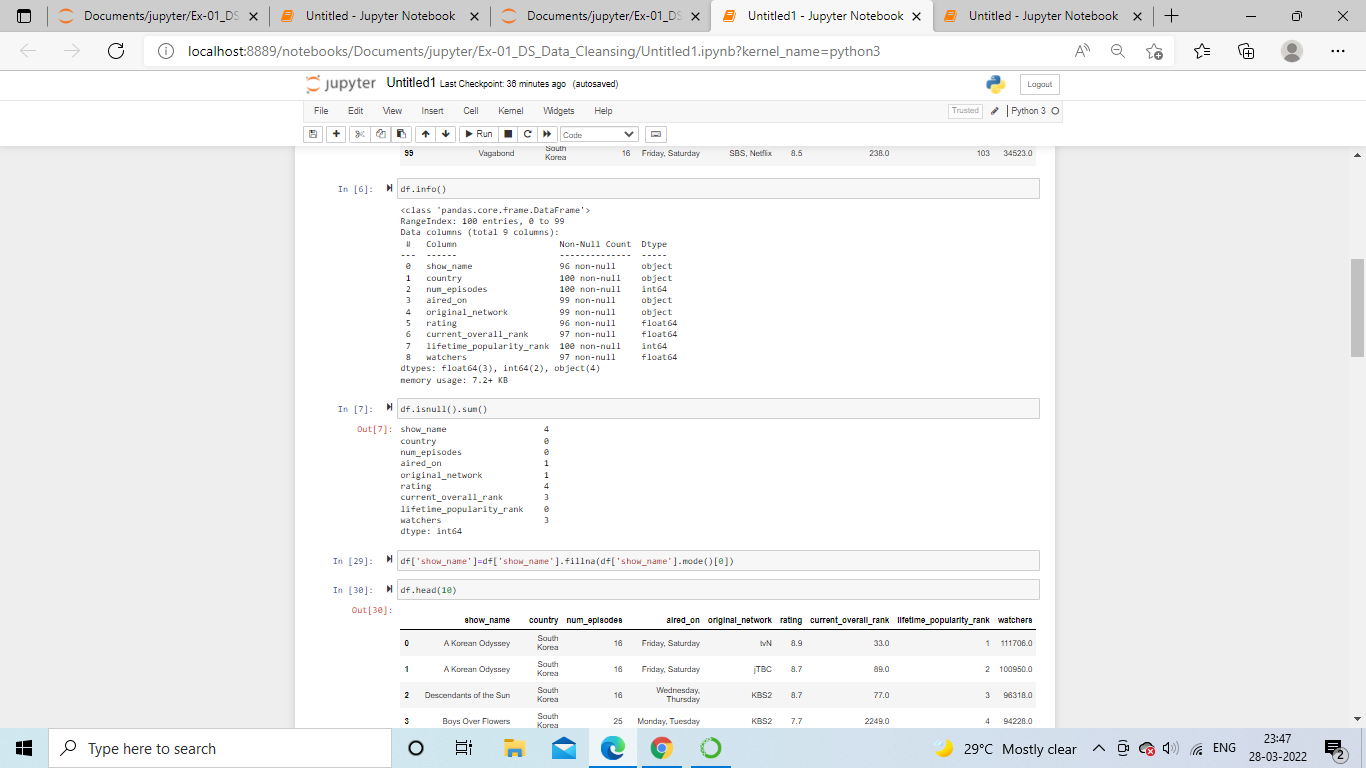 Documents/jupyter/Ex-01_DS Untitled - Jupyter Notebook Documents/jupyter/Ex-01_DS Untitled1 - Jupyter Notebook Untitled - Jupyter Notebook
localhost:8889/notebooks/Documents/jupyter/Ex-01_DS_Data_Cleansing/Untitled1.ipynb?kernel_name=python3
jupyter Untitled1 Last Checkpoint: 36 minutes ago (autosaved) Logout
File Edit View Insert Cell Kernel Widgets Help Trusted Python 3
Run Code
99 Vagabond South Korea 16 Friday, Saturday SBS, Netflix 8.5 238.0 103 34523.0
In [6]: df.info()
<class 'pandas.core.frame.DataFrame'>
RangeIndex: 100 entries, 0 to 99
Data columns (total 9 columns):
# Column Non-Null Count Dtype
--- ------ -------------- -----
0 show_name 96 non-null object
1 country 100 non-null object
2 num_episodes 100 non-null int64
3 aired_on 99 non-null object
4 original_network 99 non-null object
5 rating 96 non-null float64
6 current_overall_rank 97 non-null float64
7 lifetime_popularity_rank 100 non-null int64
8 watchers 97 non-null float64
dtypes: float64(3), int64(2), object(4)
memory usage: 7.2+ KB
In [7]: df.isnull().sum()
Out[7]: show_name 4
country 0
num_episodes 0
aired_on 1
original_network 1
rating 4
current_overall_rank 3
lifetime_popularity_rank 0
watchers 3
dtype: int64
In [29]: df['show_name']=df['show_name'].fillna(df['show_name'].mode()[0])
In [30]: df.head(10)
Out[30]:
show_name country num_episodes aired_on original_network rating current_overall_rank lifetime_popularity_rank watchers
0 A Korean Odyssey South Korea 16 Friday, Saturday tvN 8.9 33.0 1 111706.0
1 A Korean Odyssey South Korea 16 Friday, Saturday jTBC 8.7 89.0 2 100950.0
2 Descendants of the Sun South Korea 16 Wednesday, Thursday KBS2 8.7 77.0 3 96318.0
3 Boys Over Flowers South Korea 25 Monday, Tuesday KBS2 7.7 2249.0 4 94228.0
Type here to search 29°C Mostly clear ENG 23:47
28-03-2022 2